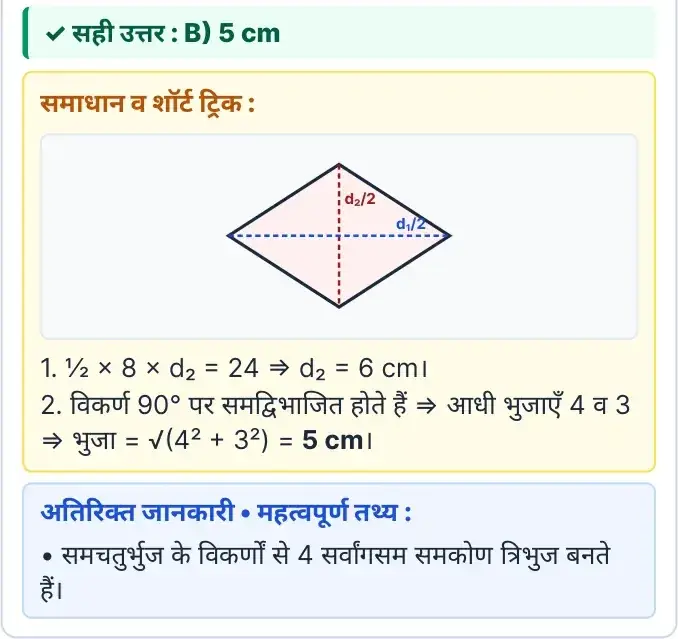 ✓ सही उत्तर : B) 5 cm
समाधान व शॉर्ट ट्रिक :
d₂/2
d₁/2
1. ½ × 8 × d₂ = 24 ⇒ d₂ = 6 cm।
2. विकर्ण 90° पर समद्विभाजित होते हैं ⇒ आधी भुजाएँ 4 व 3
⇒ भुजा = √(4² + 3²) = 5 cm।
अतिरिक्त जानकारी • महत्वपूर्ण तथ्य :
• समचतुर्भुज के विकर्णों से 4 सर्वांगसम समकोण त्रिभुज बनते
हैं।